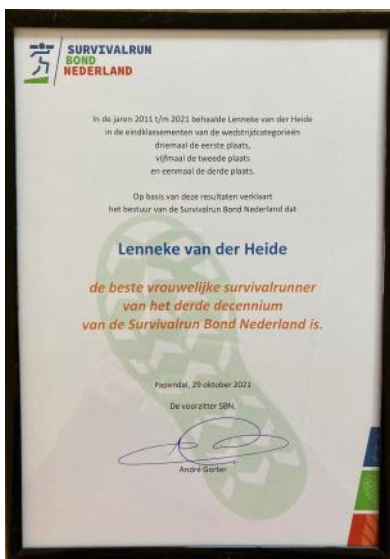 SURVIVALRUN
BOND
NEDERLAND
In de jaren 2011 t/m 2021 behaalde Lenneke van der Heide
in de eindklassementen van de wedstrijdcategorieën
driemaal de eerste plaats,
vijfmaal de tweede plaats
en eenmaal de derde plaats.
Op basis van deze resultaten verklaart
het bestuur van de Survivalrun Bond Nederland dat
Lenneke van der Heide
de beste vrouwelijke survivalrunner
van het derde decennium
van de Survivalrun Bond Nederland is.
Papendal, 29 oktober 2021
De voorzitter SBN,
André Gorter